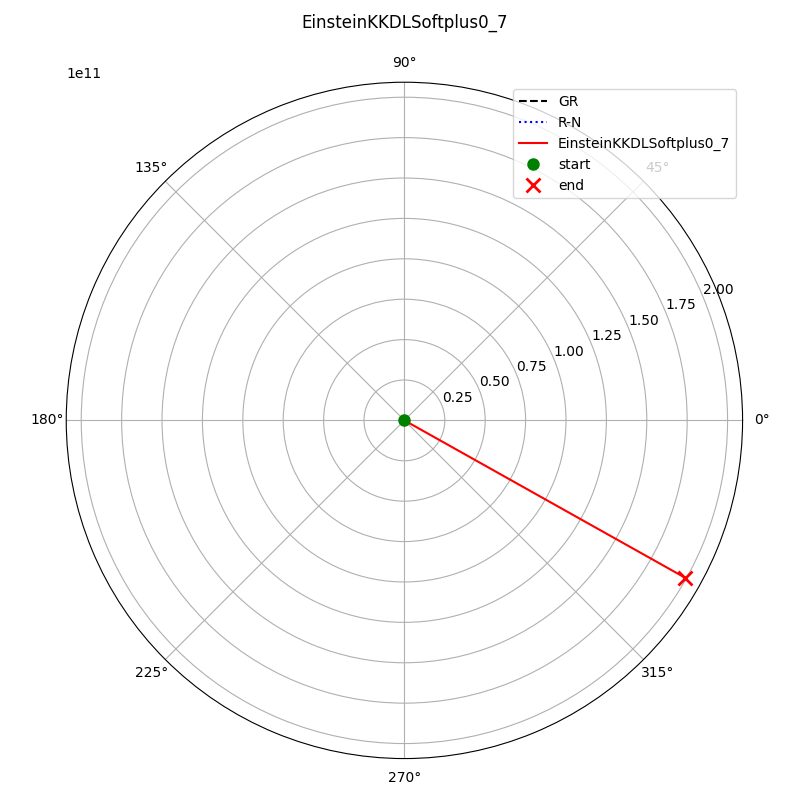 EinsteinKKDLSoftplus0_7
1e11
90°
GR
R-N
EinsteinKKDLSoftplus0_7
start
end
135°
45°
2.00
1.75
1.50
1.25
1.00
0.75
0.50
0.25
180°
0°
225°
315°
270°